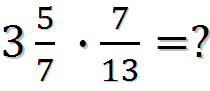 3 5/7 · 7/13 = ?